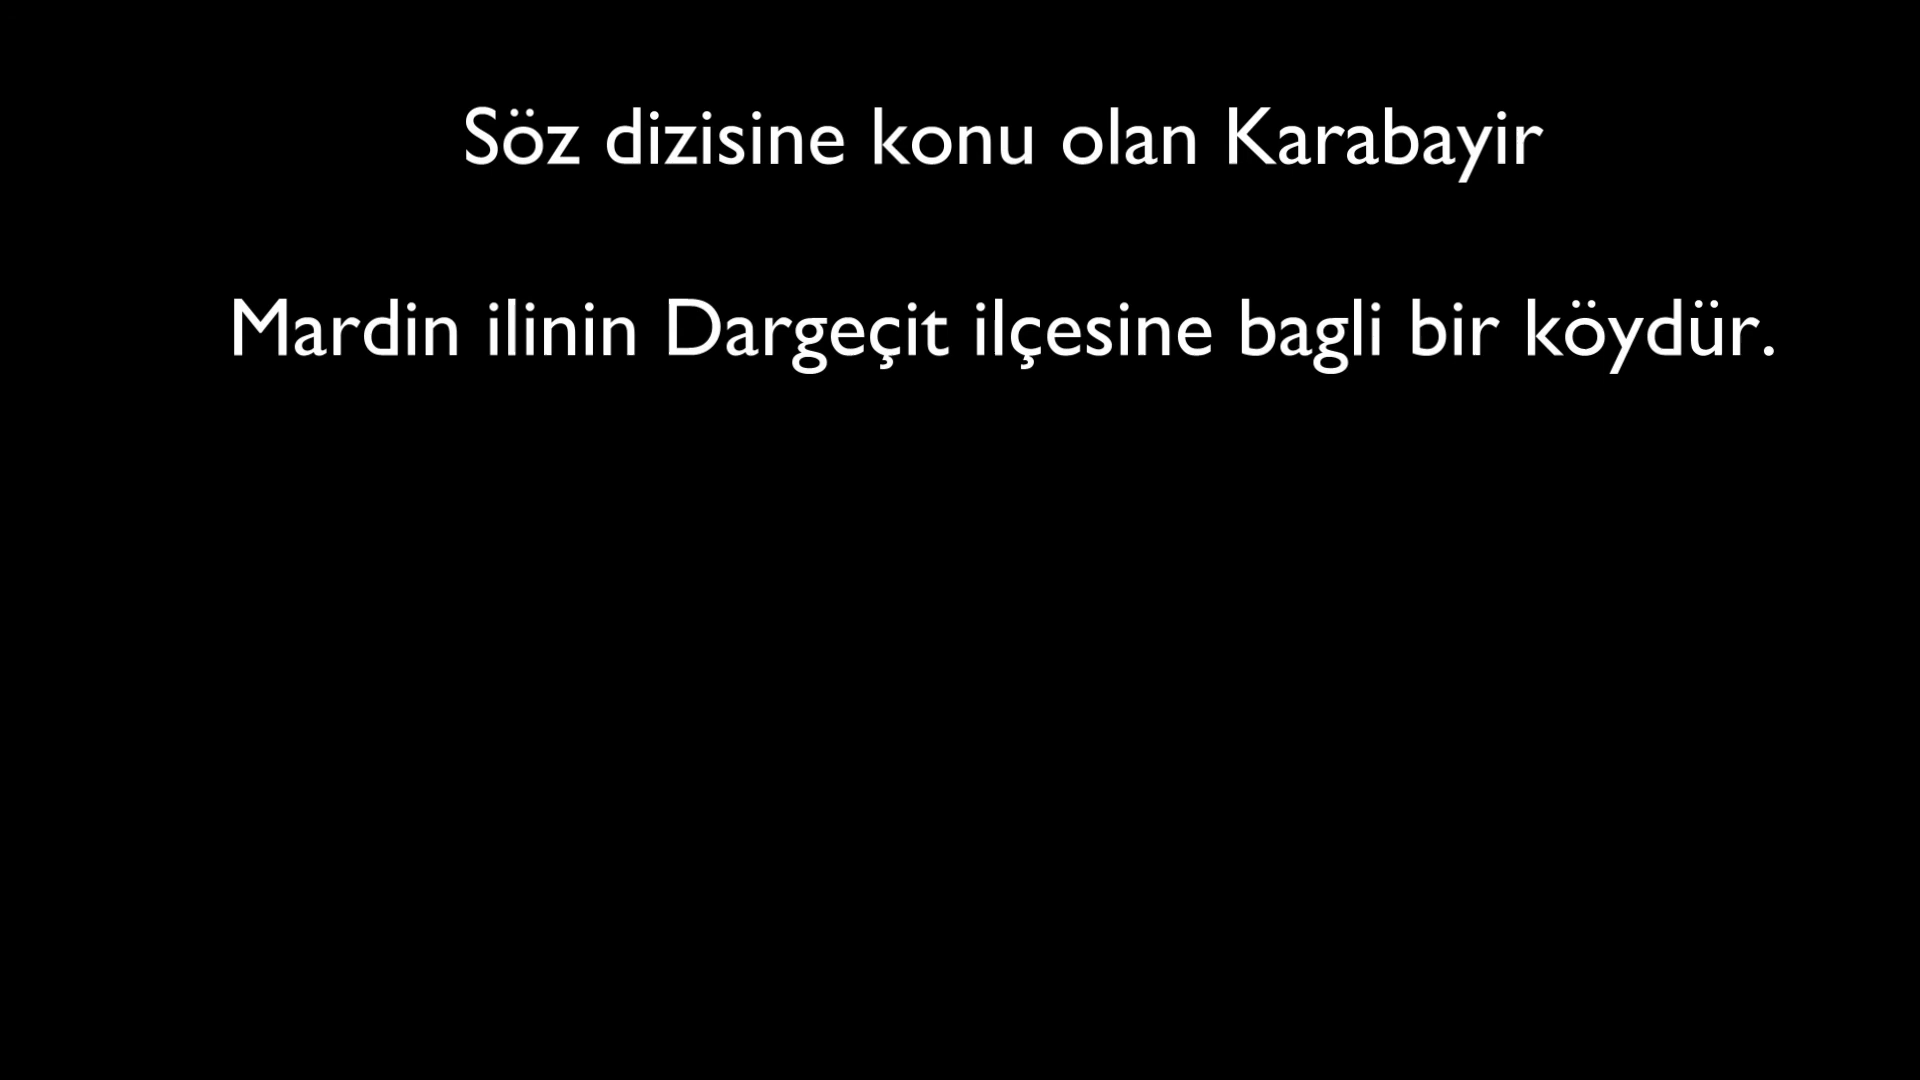 Söz dizisine konu olan Karabayir
Mardin ilinin Dargeçit ilçesine bagli bir köydür.